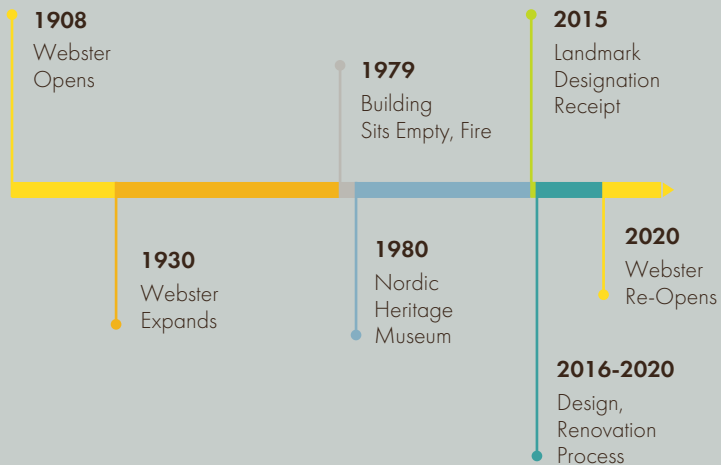 1908
Webster
Opens
1930
Webster
Expands
1979
Building
Sits Empty, Fire
1980
Nordic
Heritage
Museum
2015
Landmark
Designation
Receipt
2016-2020
Design,
Renovation
Process
2020
Webster
Re-Opens